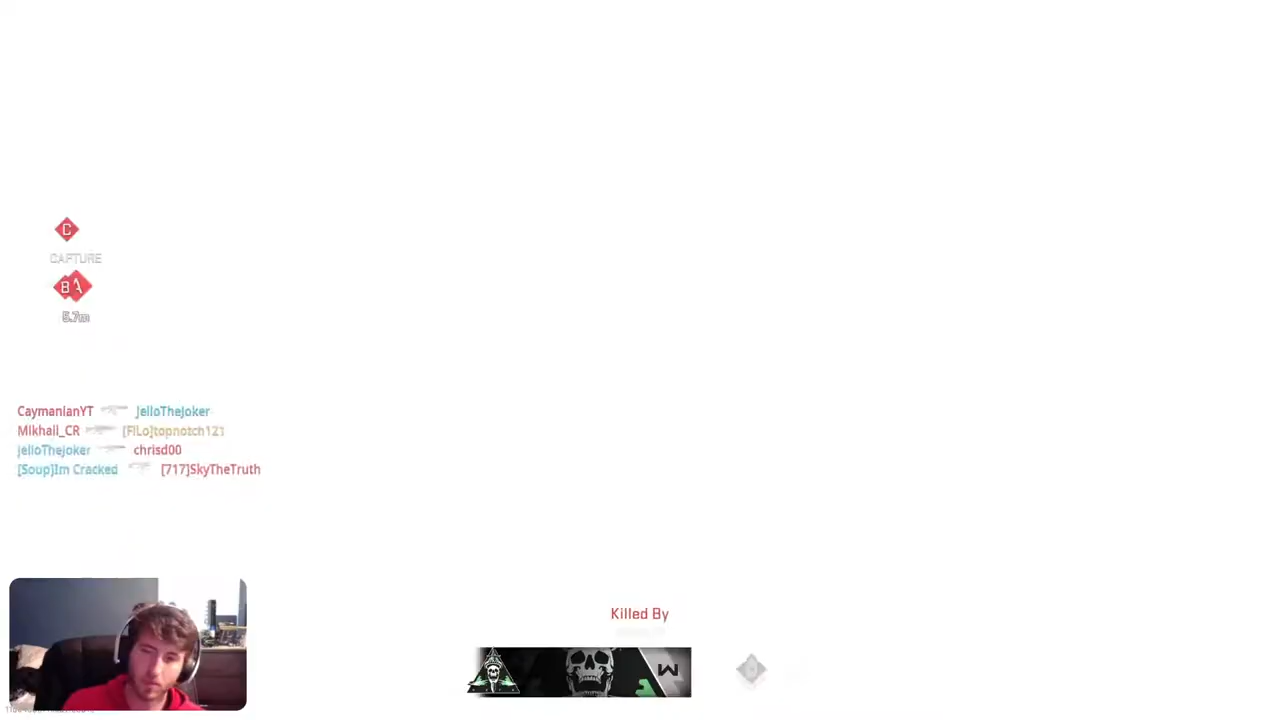 C
CAPTURE
B A
5.7m
CaymanianYT jelloTheJoker
Mikhail_CR [FiLo]topnotch121
jelloTheJoker chrisd00
[Soup]Im Cracked [717]SkyTheTruth
Killed By
W